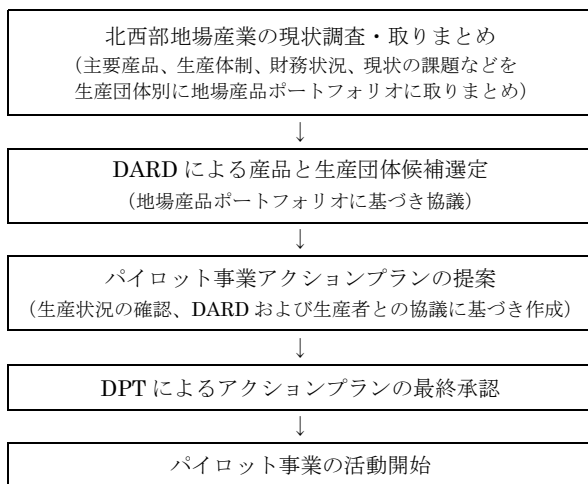 北西部地場産業の現状調査・取りまとめ
（主要産品、生産体制、財務状況、現状の課題などを
生産団体別に地場産品ポートフォリオに取りまとめ）
↓
DARD による産品と生産団体候補選定
（地場産品ポートフォリオに基づき協議）
↓
パイロット事業アクションプランの提案
（生産状況の確認、DARD および生産者との協議に基づき作成）
↓
DPT によるアクションプランの最終承認
↓
パイロット事業の活動開始